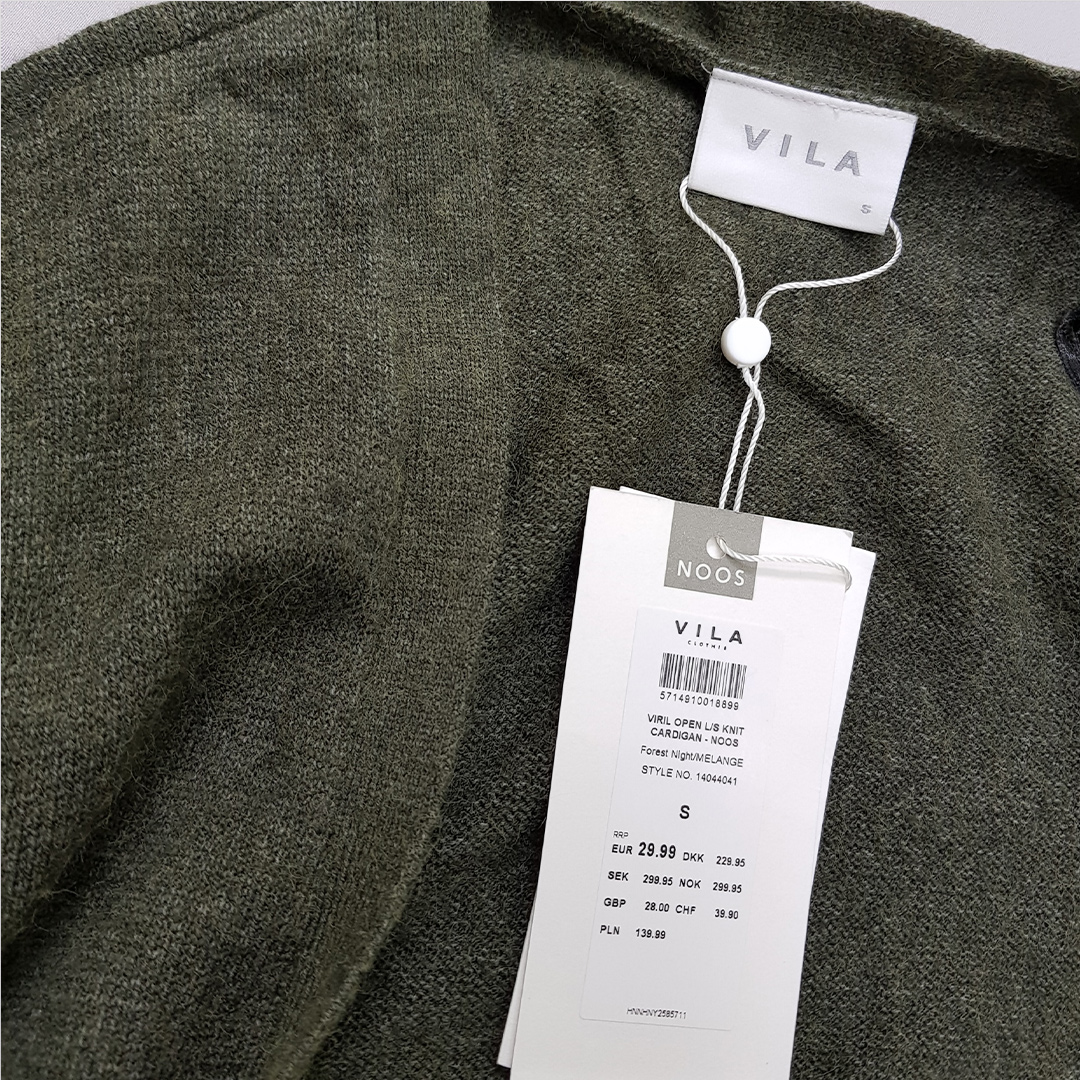 VILA
S
NOOS
VILA
CLOTHES
5714910018899
VIRIL OPEN L/S KNIT
CARDIGAN - NOOS
Forest Night/MELANGE
STYLE NO. 14044041
S
RRP
EUR 29.99 DKK 229.95
SEK 299.95 NOK 299.95
GBP 28.00 CHF 39.90
PLN 139.99
HNNHNY2585711